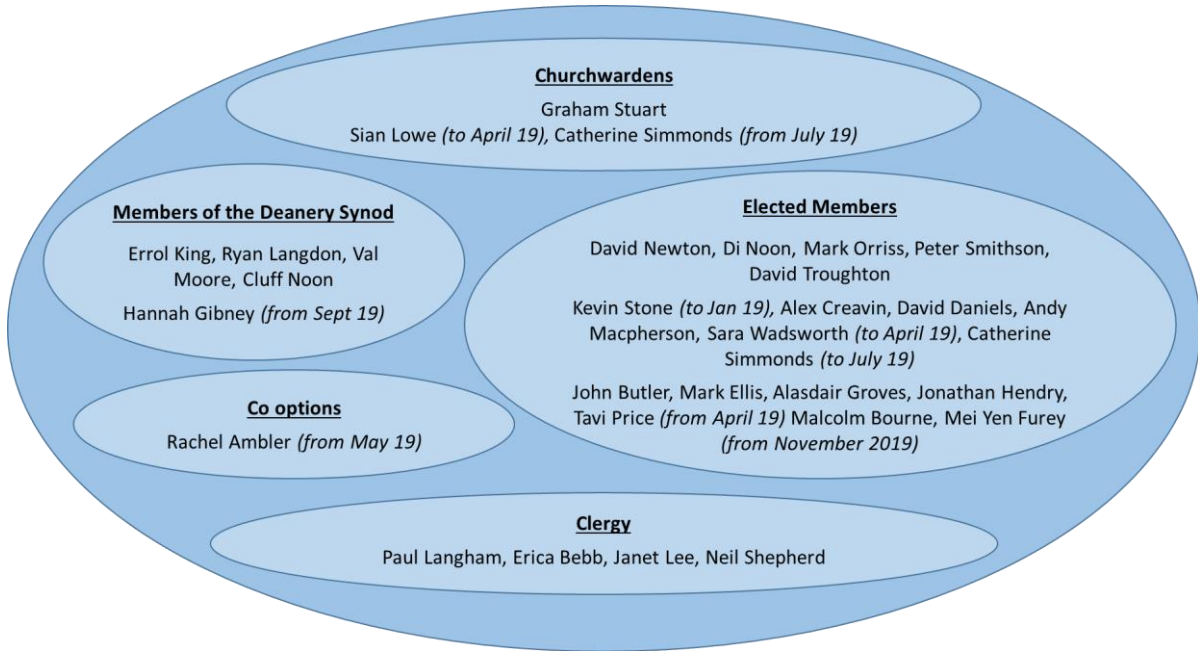 Churchwardens
Graham Stuart
Sian Lowe (to April 19), Catherine Simmonds (from July 19)
Members of the Deanery Synod
Errol King, Ryan Langdon, Val
Moore, Cluff Noon
Hannah Gibney (from Sept 19)
Elected Members
David Newton, Di Noon, Mark Orriss, Peter Smithson,
David Troughton
Kevin Stone (to Jan 19), Alex Creavin, David Daniels, Andy
Macpherson, Sara Wadsworth (to April 19), Catherine
Simmonds (to July 19)
John Butler, Mark Ellis, Alasdair Groves, Jonathan Hendry,
Tavi Price (from April 19) Malcolm Bourne, Mei Yen Furey
(from November 2019)
Co options
Rachel Ambler (from May 19)
Clergy
Paul Langham, Erica Bebb, Janet Lee, Neil Shepherd